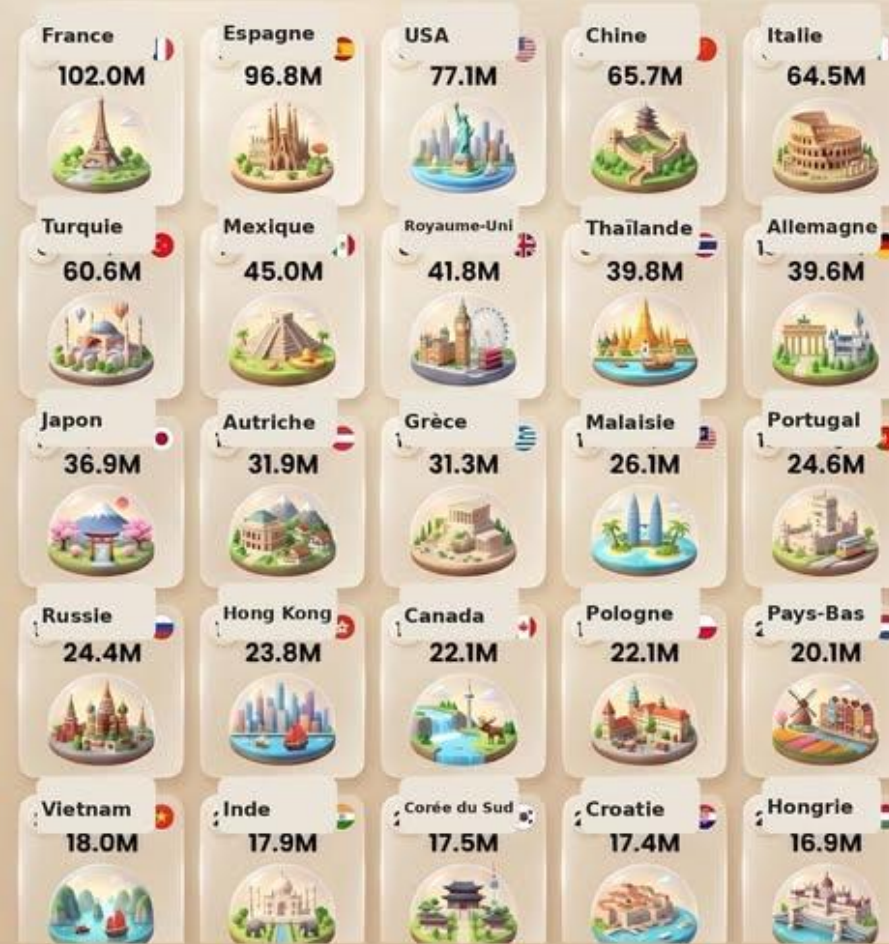 France
102.0M
Espagne
96.8M
USA
77.1M
Chine
65.7M
Italie
64.5M
Turquie
60.6M
Mexique
45.0M
Royaume-Uni
41.8M
Thaïlande
39.8M
Allemagne
39.6M
Japon
36.9M
Autriche
31.9M
Grèce
31.3M
Malaisie
26.1M
Portugal
24.6M
Russie
24.4M
Hong Kong
23.8M
Canada
22.1M
Pologne
22.1M
Pays-Bas
20.1M
Vietnam
18.0M
Inde
17.9M
Corée du Sud
17.5M
Croatie
17.4M
Hongrie
16.9M